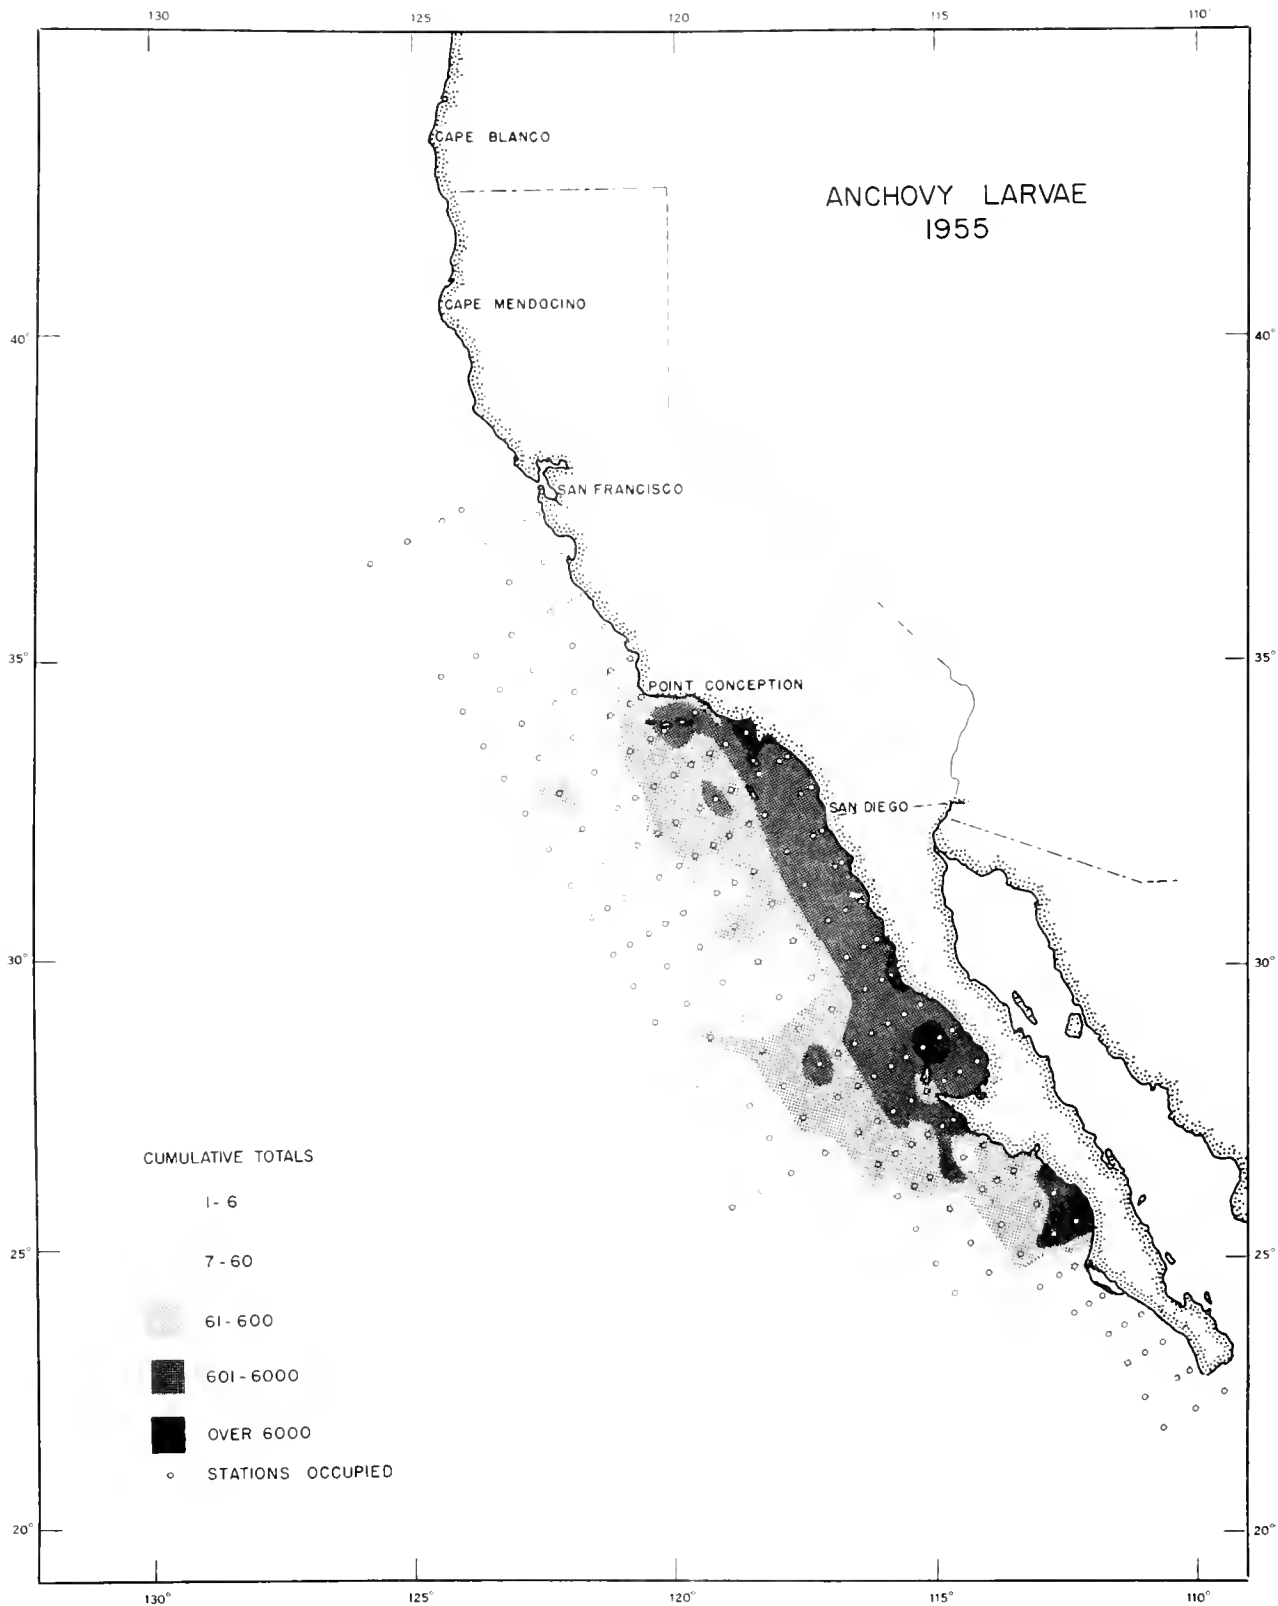 130 125 120 115 110°
CAPE BLANCO
ANCHOVY LARVAE
1955
CAPE MENDOCINO
40° 40°
SAN FRANCISCO
35° 35°
POINT CONCEPTION
SAN DIEGO
30° 30°
CUMULATIVE TOTALS
1-6
7-60
25° 25°
61-600
601-6000
OVER 6000
STATIONS OCCUPIED
20° 20°
130° 125° 120° 115° 110°